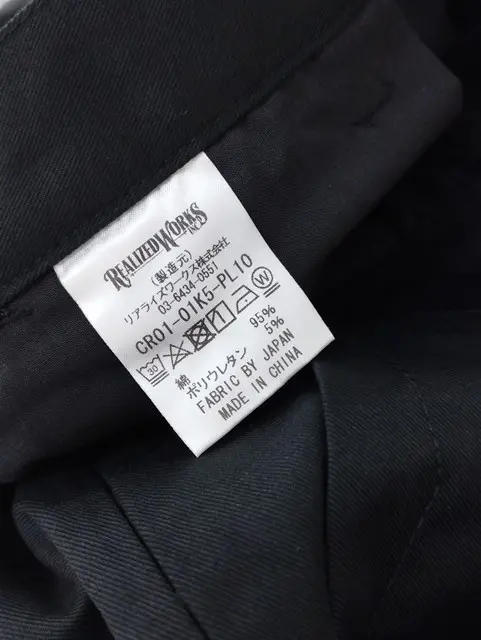 REALIZED WORKS
INC.
(製造元)
リアライズワークス株式会社
03-6434-0551
CR01-01K5-PL10
30 W
綿 95%
ポリウレタン 5%
FABRIC BY JAPAN
MADE IN CHINA